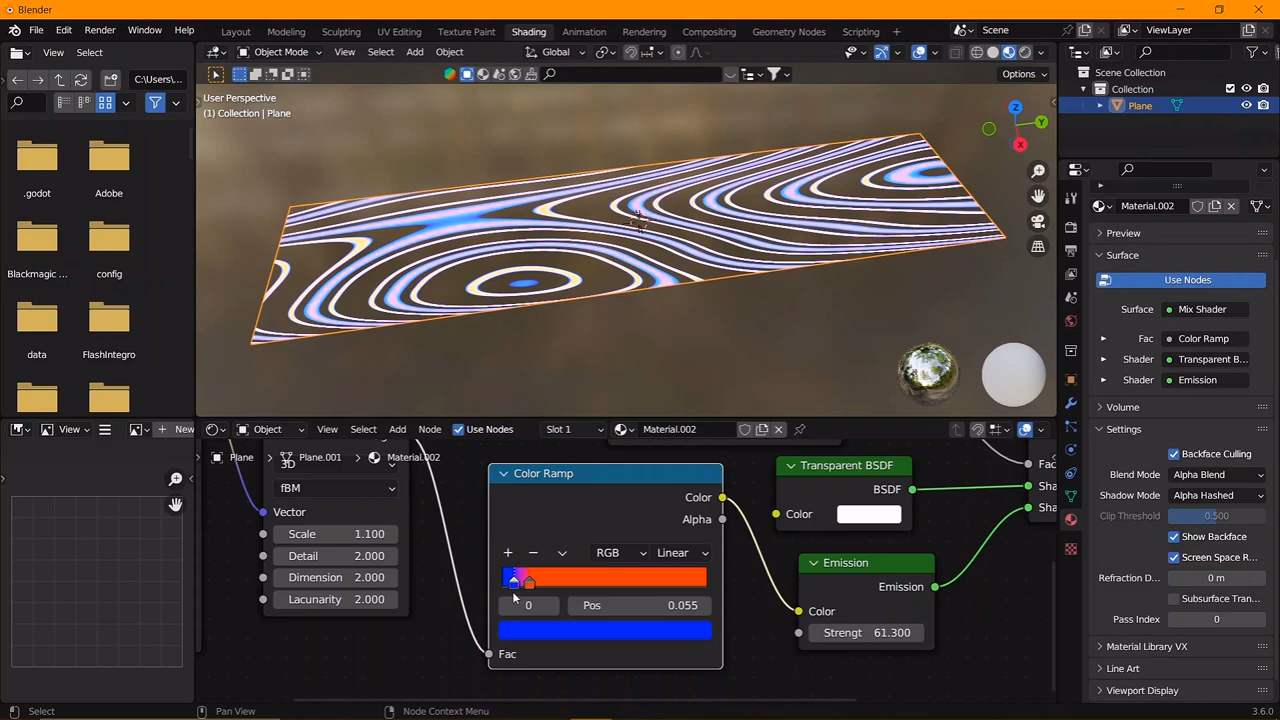 Blender
File Edit Render Window Help Layout Modeling Sculpting UV Editing Texture Paint Shading Animation Rendering Compositing Geometry Nodes Scripting + Scene ViewLayer
View Select Object Mode View Select Add Object Global
C:\Users\... Options Scene Collection
Collection
Plane
User Perspective
(1) Collection | Plane
Z
Y
X
.godot Adobe
Blackmagic ... config
data FlashIntegro
Material.002
Preview
Surface
Use Nodes
Surface: Mix Shader
Fac Color Ramp
Shader Transparent B...
Shader Emission
Volume
Settings
Backface Culling
Blend Mode Alpha Blend
Shadow Mode Alpha Hashed
Clip Threshold 0.500
Show Backface
Screen Space R...
Refraction D... 0 m
Subsurface Tran...
Pass Index 0
Material Library VX
Line Art
Viewport Display
View New Object View Select Add Node Use Nodes Slot 1 Material.002
Plane Plane.001 Material.002
3D
fBM
Vector
Scale 1.100
Detail 2.000
Dimension 2.000
Lacunarity 2.000
Color Ramp
Color
Alpha
RGB Linear
0 Pos 0.055
Fac
Transparent BSDF
BSDF
Color
Emission
Emission
Color
Strengt 61.300
Fac
Sha
Sha
Select Pan View Node Context Menu 3.6.0